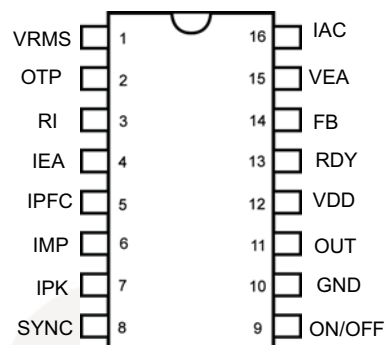 VRMS 1 16 IAC
OTP 2 15 VEA
RI 3 14 FB
IEA 4 13 RDY
IPFC 5 12 VDD
IMP 6 11 OUT
IPK 7 10 GND
SYNC 8 9 ON/OFF